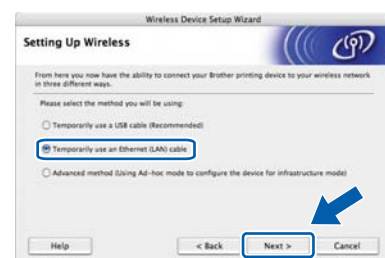 Wireless Device Setup Wizard
Setting Up Wireless
From here you now have the ability to connect your Brother printing device to your wireless network
in three different ways.
Please select the method you will be using:
Temporarily use a USB cable (Recommended)
Temporarily use an Ethernet (LAN) cable
Advanced method (Using Ad-hoc mode to configure the device for infrastructure mode)
Help < Back Next > Cancel